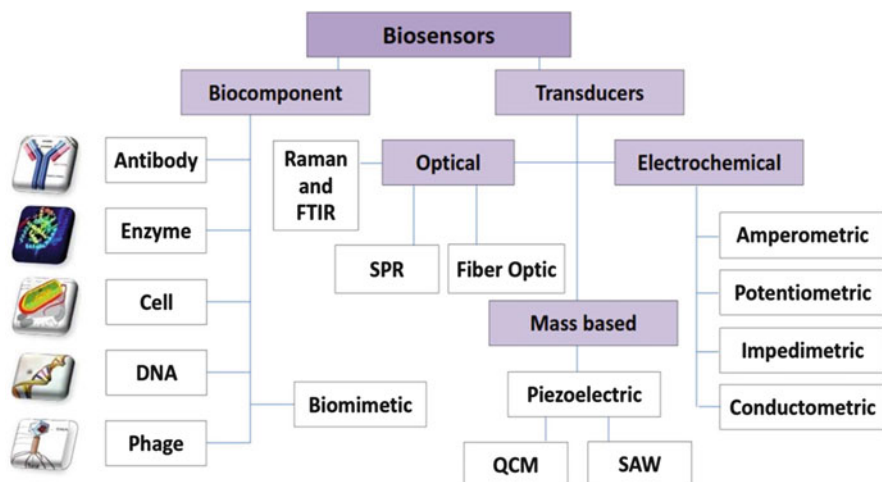 Biosensors
Biocomponent
Transducers
Antibody
Enzyme
Cell
DNA
Phage
Biomimetic
Raman
and
FTIR
Optical
SPR
Fiber Optic
Mass based
Piezoelectric
QCM
SAW
Electrochemical
Amperometric
Potentiometric
Impedimetric
Conductometric